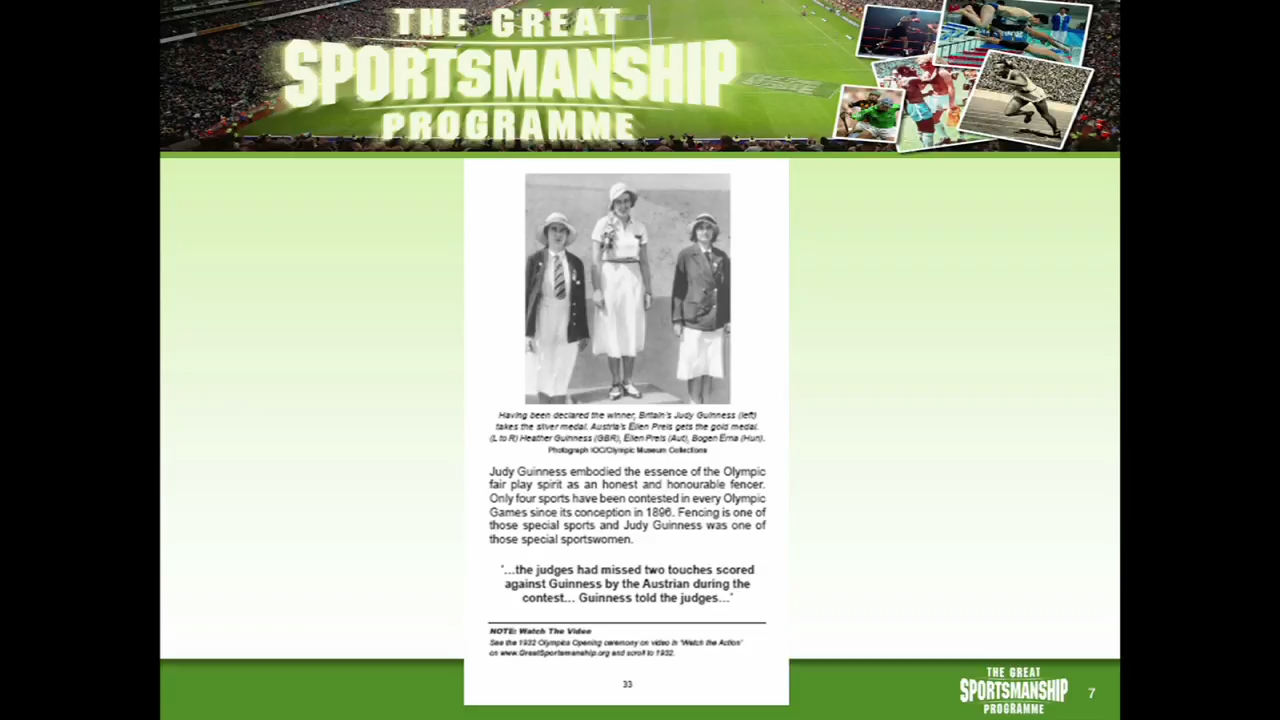 THE GREAT
SPORTSMANSHIP
PROGRAMME
Having been declared the winner, Britain's Judy Guinness (left)
takes the silver medal. Austria's Ellen Preis gets the gold medal.
(L to R) Heather Guinness (GBR), Ellen Preis (Aut), Bogen Erna (Hun).
Photograph IOC/Olympic Museum Collections
Judy Guinness embodied the essence of the Olympic
fair play spirit as an honest and honourable fencer.
Only four sports have been contested in every Olympic
Games since its conception in 1896. Fencing is one of
those special sports and Judy Guinness was one of
those special sportswomen.
'...the judges had missed two touches scored
against Guinness by the Austrian during the
contest... Guinness told the judges...'
NOTE: Watch The Video
See the 1932 Olympics Opening ceremony on video in 'Watch the Action'
on www.GreatSportsmanship.org and scroll to 1932.
33
THE GREAT
SPORTSMANSHIP
PROGRAMME
7